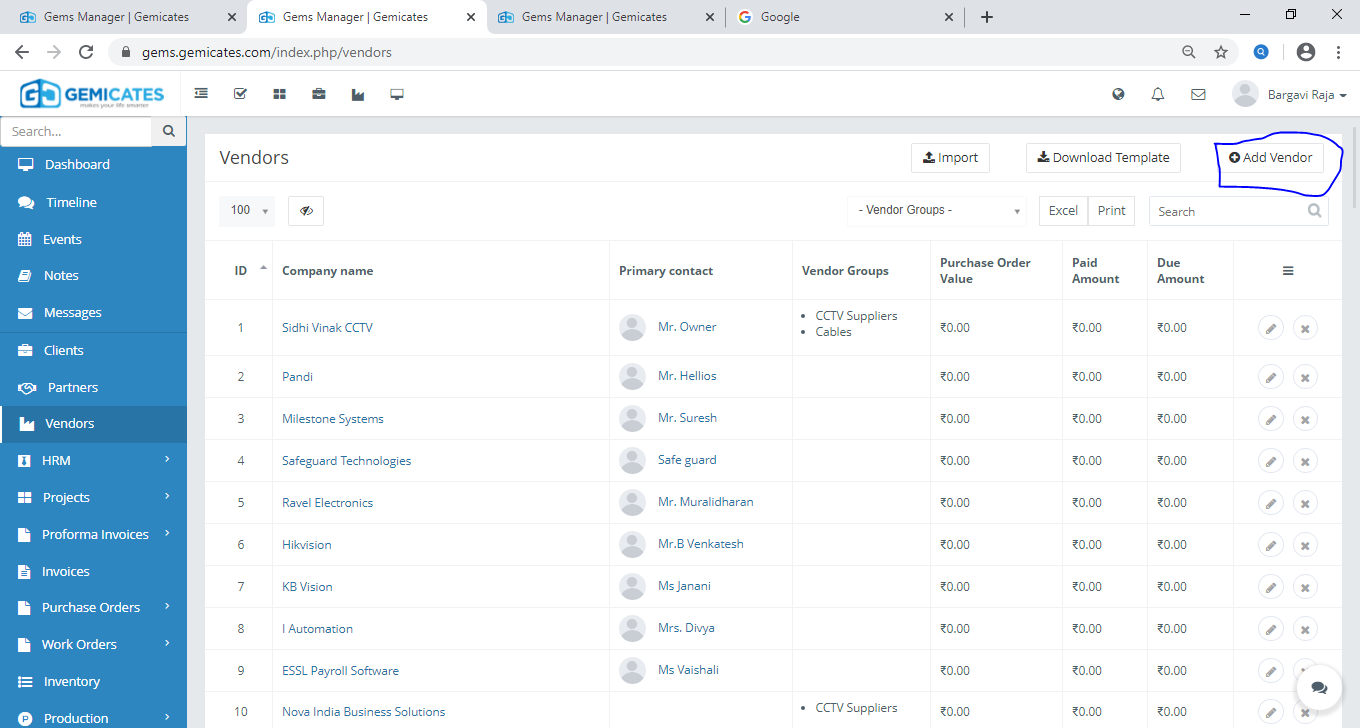 Gems Manager | Gemicates
Gems Manager | Gemicates
Gems Manager | Gemicates
Google
gems.gemicates.com/index.php/vendors
GEMICATES
makes your life smarter
Bargavi Raja
Search...
Dashboard
Timeline
Events
Notes
Messages
Clients
Partners
Vendors
HRM
Projects
Proforma Invoices
Invoices
Purchase Orders
Work Orders
Inventory
Production
Vendors
Import
Download Template
Add Vendor
100
- Vendor Groups -
Excel
Print
Search
ID Company name Primary contact Vendor Groups Purchase Order Value Paid Amount Due Amount
1 Sidhi Vinak CCTV Mr. Owner • CCTV Suppliers • Cables ₹0.00 ₹0.00 ₹0.00
2 Pandi Mr. Hellios ₹0.00 ₹0.00 ₹0.00
3 Milestone Systems Mr. Suresh ₹0.00 ₹0.00 ₹0.00
4 Safeguard Technologies Safe guard ₹0.00 ₹0.00 ₹0.00
5 Ravel Electronics Mr. Muralidharan ₹0.00 ₹0.00 ₹0.00
6 Hikvision Mr.B Venkatesh ₹0.00 ₹0.00 ₹0.00
7 KB Vision Ms Janani ₹0.00 ₹0.00 ₹0.00
8 I Automation Mrs. Divya ₹0.00 ₹0.00 ₹0.00
9 ESSL Payroll Software Ms Vaishali ₹0.00 ₹0.00 ₹0.00
10 Nova India Business Solutions • CCTV Suppliers ₹0.00 ₹0.00 ₹0.00